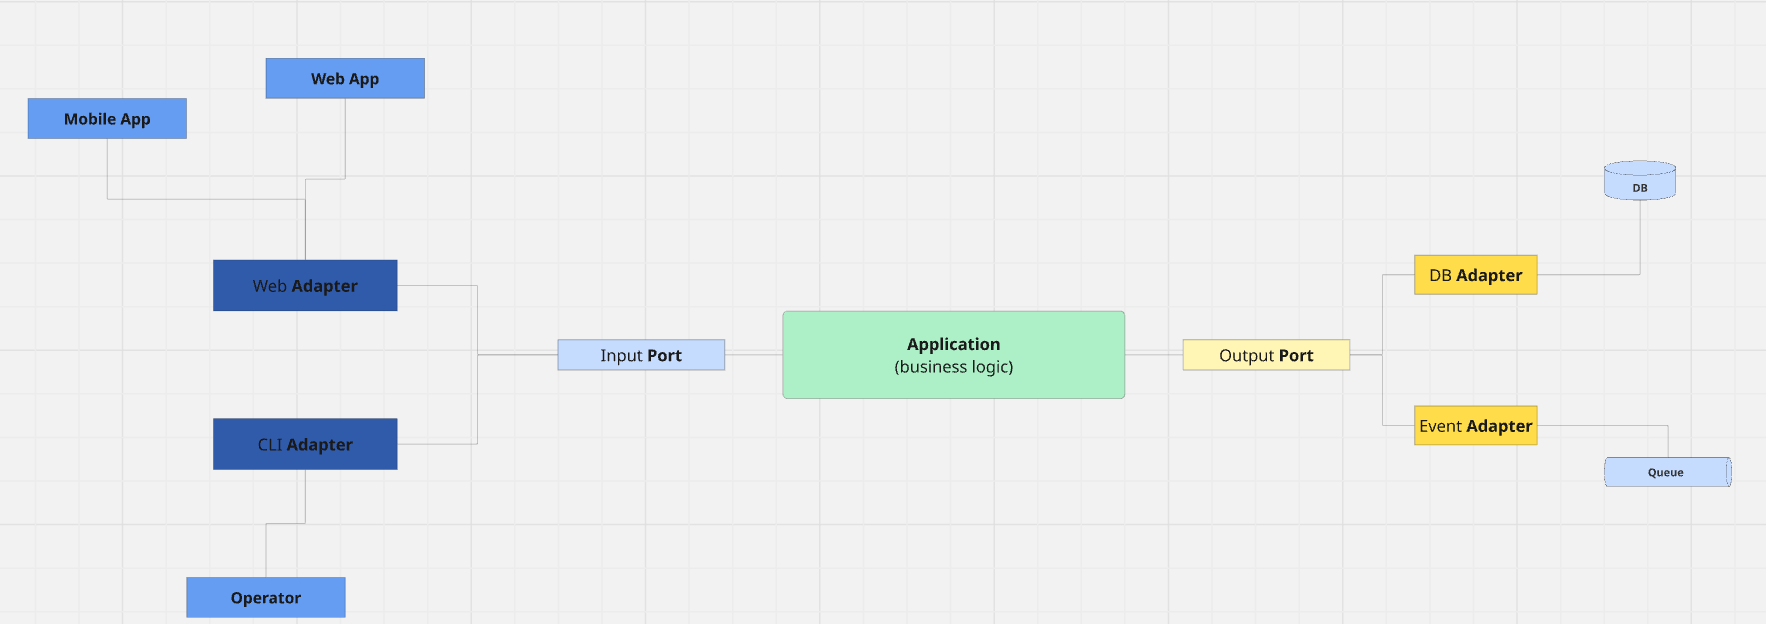 Web App
Mobile App
DB
Web Adapter
DB Adapter
Input Port
Application
(business logic)
Output Port
CLI Adapter
Event Adapter
Queue
Operator